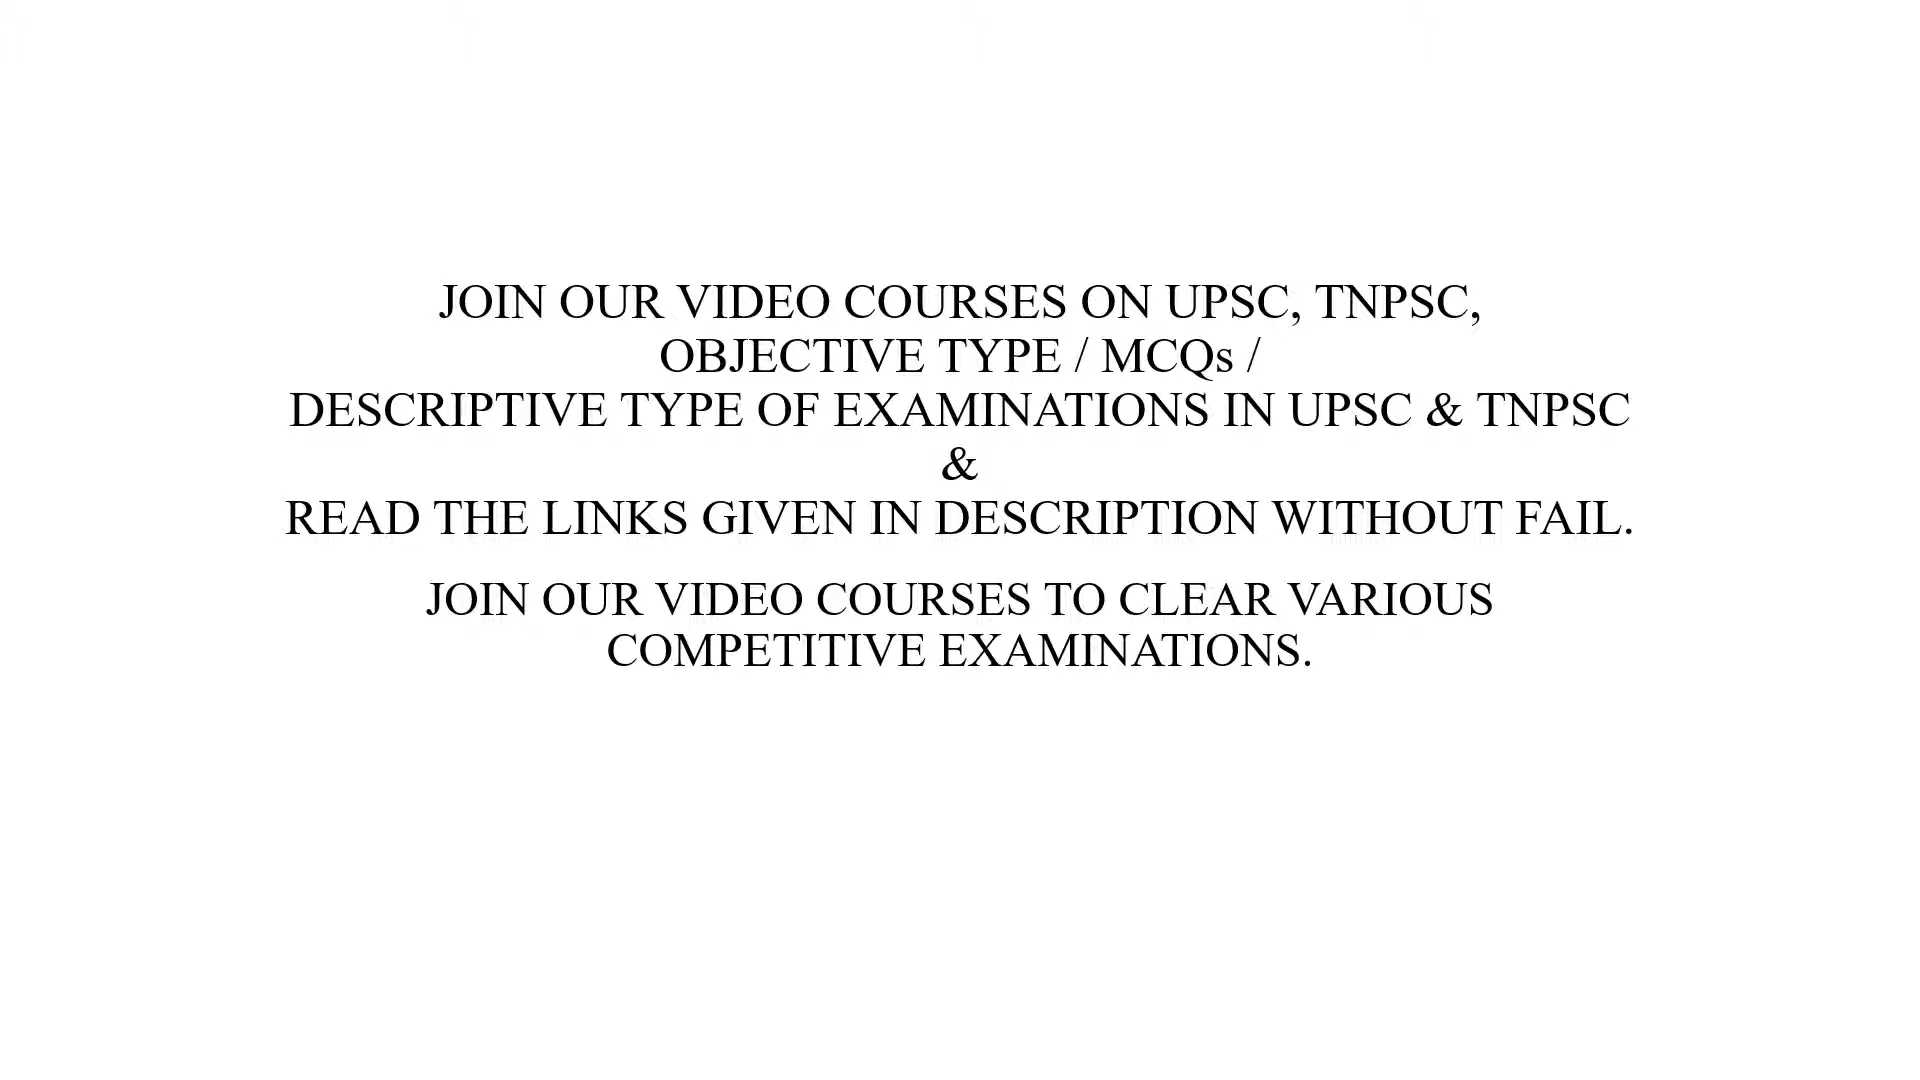 JOIN OUR VIDEO COURSES ON UPSC, TNPSC,
OBJECTIVE TYPE / MCQs /
DESCRIPTIVE TYPE OF EXAMINATIONS IN UPSC & TNPSC
&
READ THE LINKS GIVEN IN DESCRIPTION WITHOUT FAIL.
JOIN OUR VIDEO COURSES TO CLEAR VARIOUS
COMPETITIVE EXAMINATIONS.